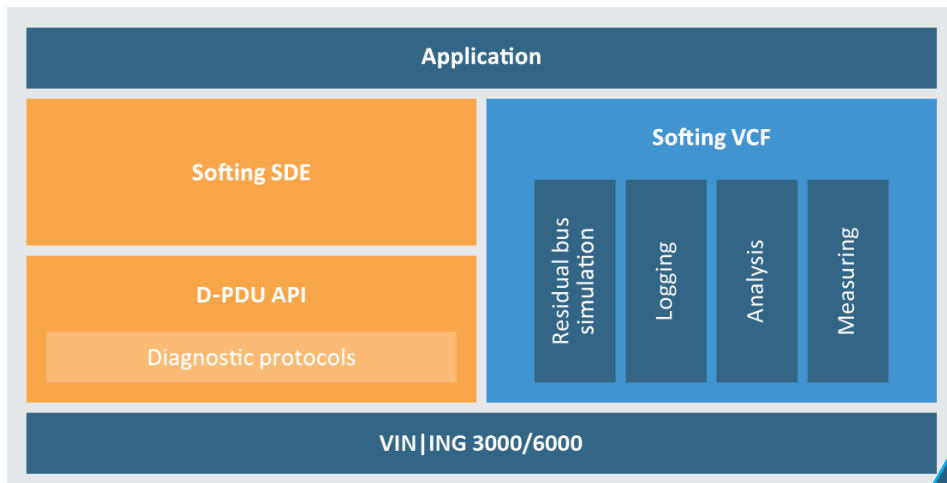 Application
Softing SDE
D-PDU API
Diagnostic protocols
Softing VCF
Residual bus
simulation
Logging
Analysis
Measuring
VIN|ING 3000/6000